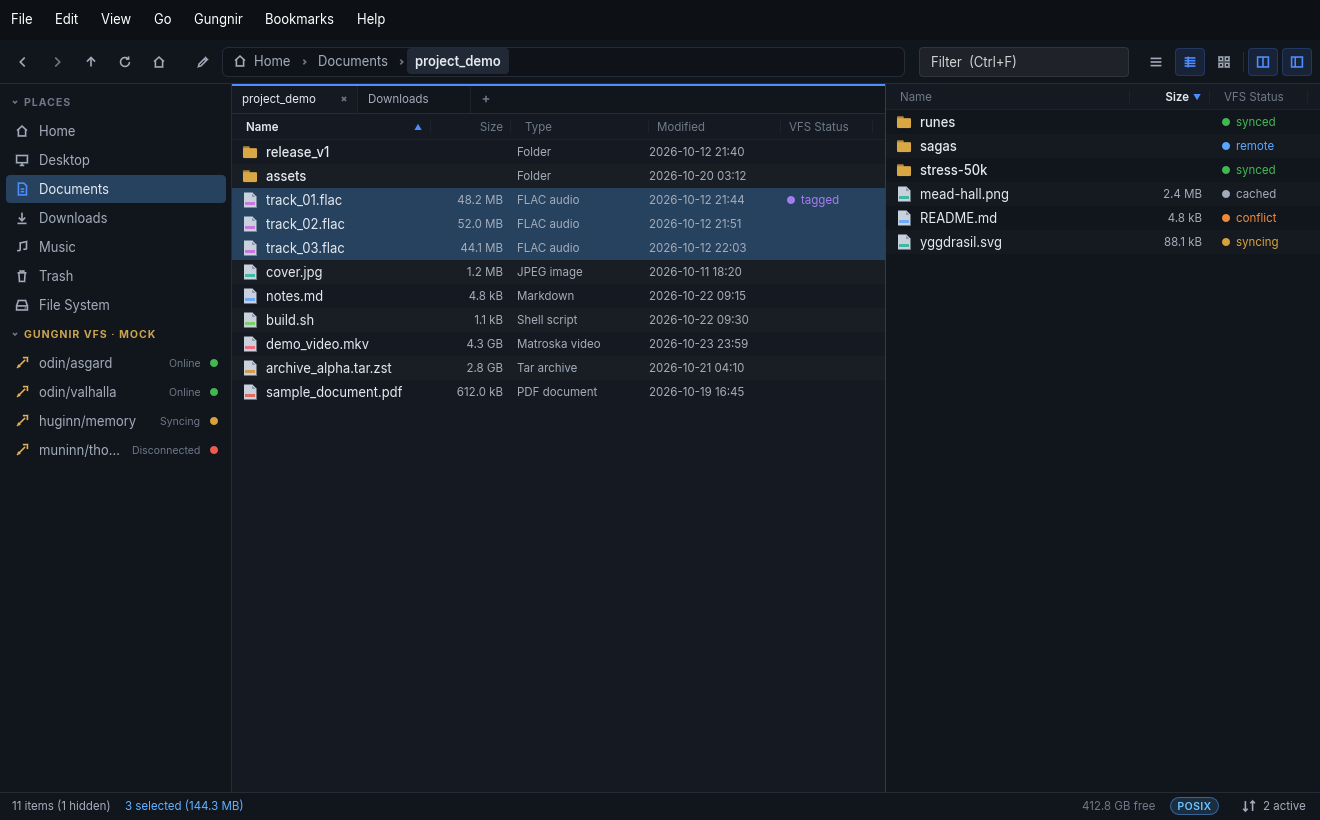 File Edit View Go Gungnir Bookmarks Help
Home › Documents › project_demo Filter (Ctrl+F)
PLACES
Home
Desktop
Documents
Downloads
Music
Trash
File System
GUNGNIR VFS · MOCK
odin/asgard Online
odin/valhalla Online
huginn/memory Syncing
muninn/tho... Disconnected
project_demo × Downloads +
Name Size Type Modified VFS Status
release_v1 Folder 2026-10-12 21:40
assets Folder 2026-10-20 03:12
track_01.flac 48.2 MB FLAC audio 2026-10-12 21:44 tagged
track_02.flac 52.0 MB FLAC audio 2026-10-12 21:51
track_03.flac 44.1 MB FLAC audio 2026-10-12 22:03
cover.jpg 1.2 MB JPEG image 2026-10-11 18:20
notes.md 4.8 kB Markdown 2026-10-22 09:15
build.sh 1.1 kB Shell script 2026-10-22 09:30
demo_video.mkv 4.3 GB Matroska video 2026-10-23 23:59
archive_alpha.tar.zst 2.8 GB Tar archive 2026-10-21 04:10
sample_document.pdf 612.0 kB PDF document 2026-10-19 16:45
Name Size VFS Status
runes synced
sagas remote
stress-50k synced
mead-hall.png 2.4 MB cached
README.md 4.8 kB conflict
yggdrasil.svg 88.1 kB syncing
11 items (1 hidden) 3 selected (144.3 MB) 412.8 GB free POSIX 2 active